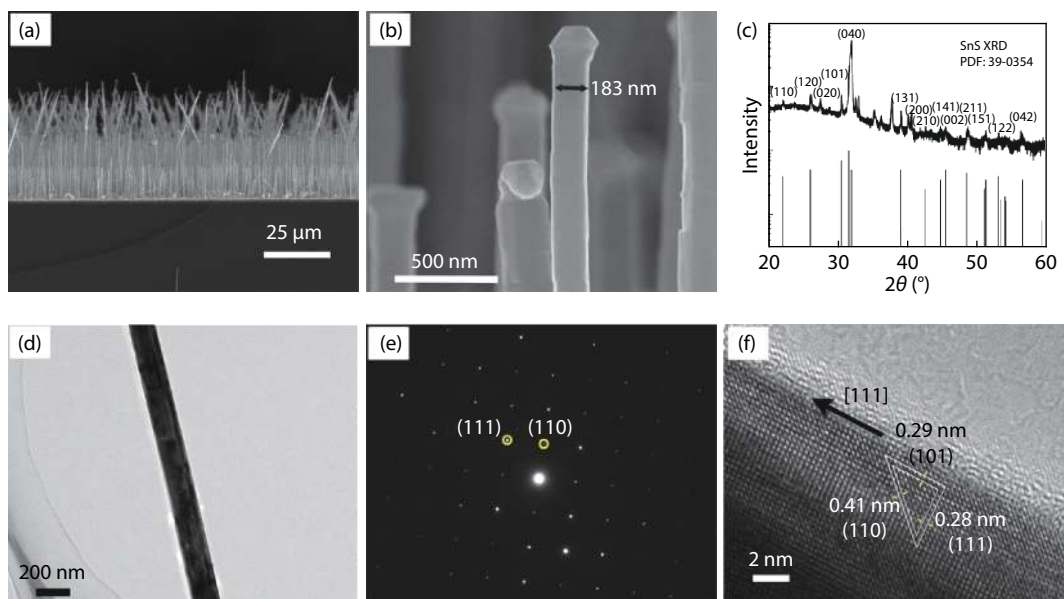 (a)
25 μm
(b)
183 nm
500 nm
(c)
SnS XRD
PDF: 39-0354
(040)
(110)
(120)
(020)
(101)
(131)
(200)
(210)
(141)
(002)
(211)
(151)
(122)
(042)
Intensity
20 30 40 50 60
2θ (°)
(d)
200 nm
(e)
(111)
(110)
(f)
[111]
0.29 nm
(101)
0.41 nm
(110)
0.28 nm
(111)
2 nm